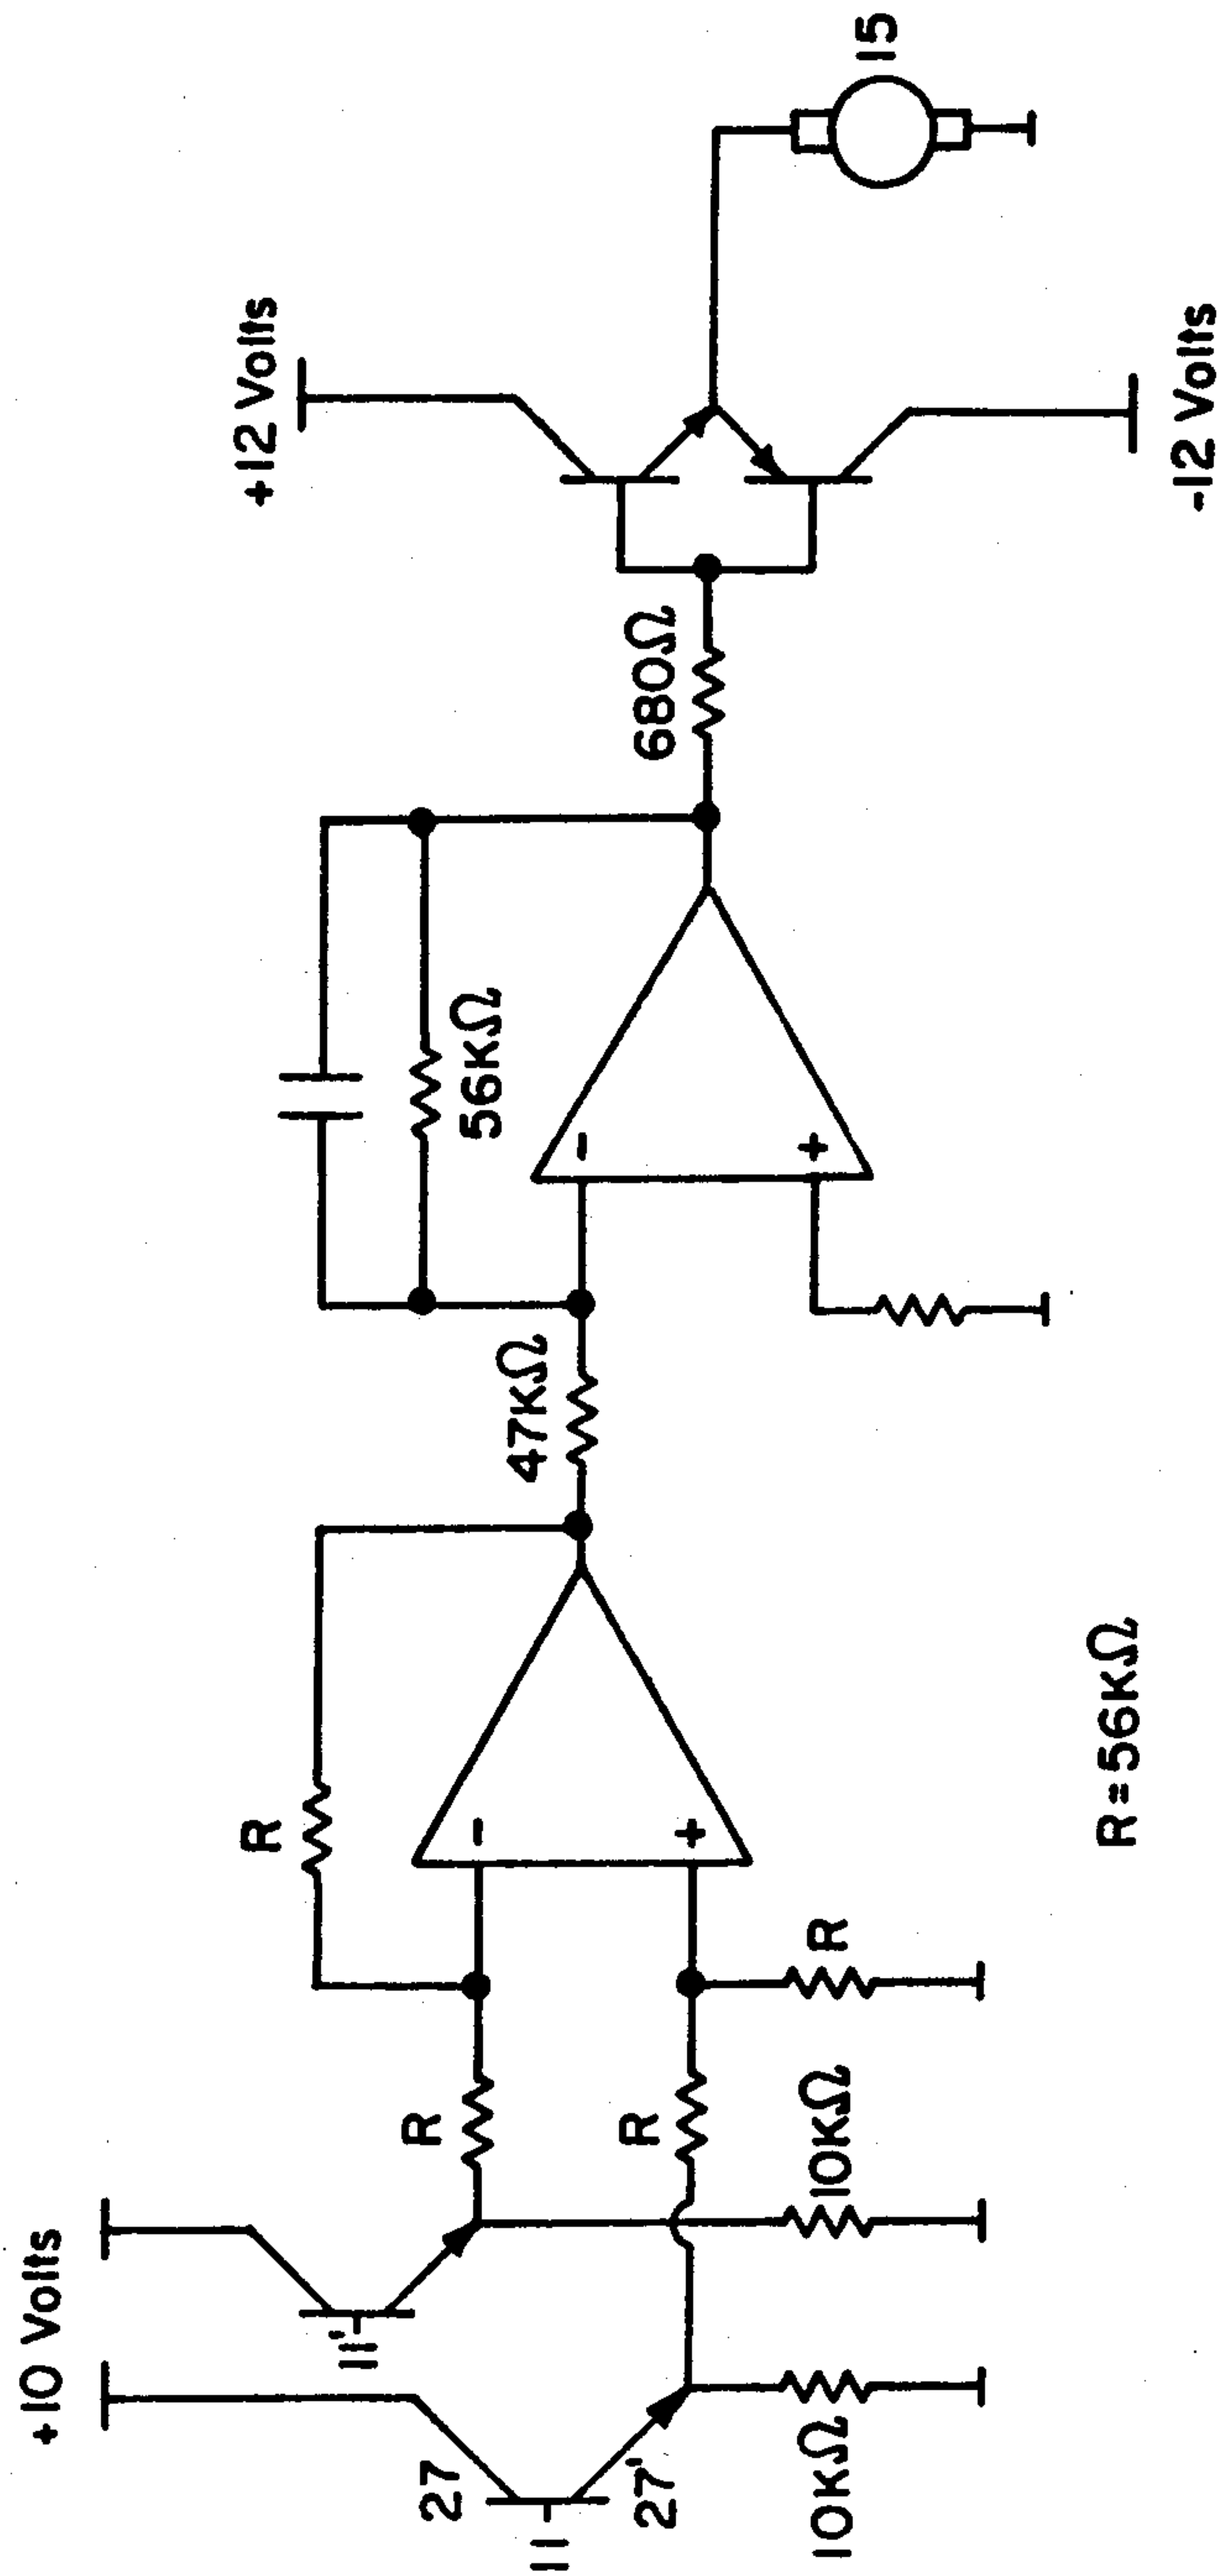 +10 Volts
27
11
27'
11'
10KΩ
10KΩ
R
R
R
R
-
+
R=56KΩ
47KΩ
56KΩ
-
+
680Ω
+12 Volts
-12 Volts
15